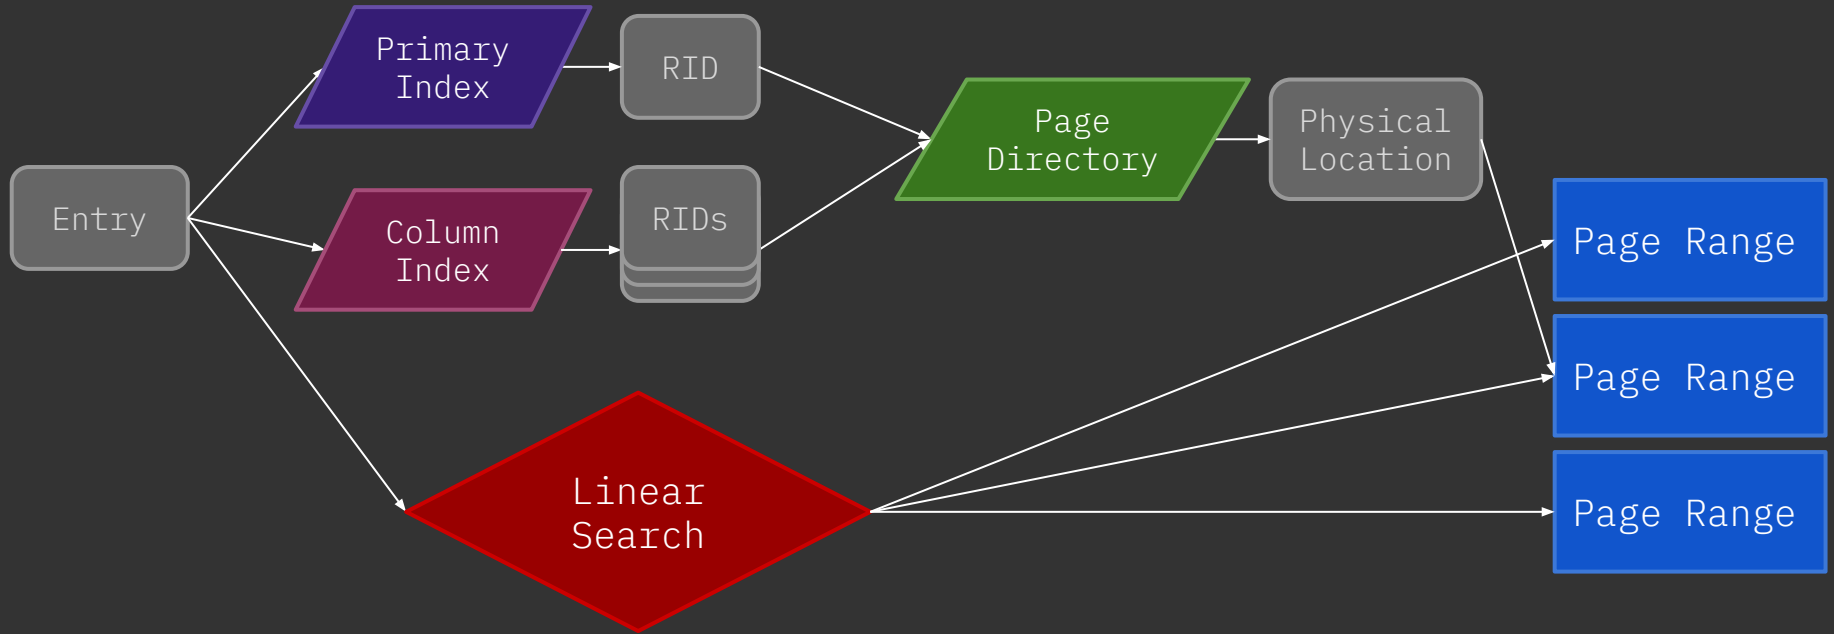 Primary
Index
RID
Page
Directory
Physical
Location
Entry
Column
Index
RIDs
Page Range
Page Range
Linear
Search
Page Range